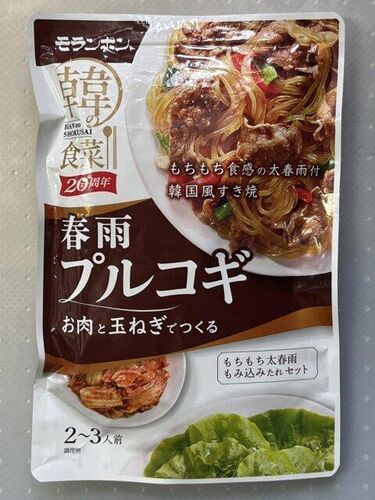 モランボン
韓の
HAN no
SHOKUSAI
食菜
20周年
もちもち食感の太春雨付
韓国風すき焼
春雨
プルコギ
お肉と玉ねぎでつくる
もちもち太春雨
もみ込みたれセット
2~3人前
調理例